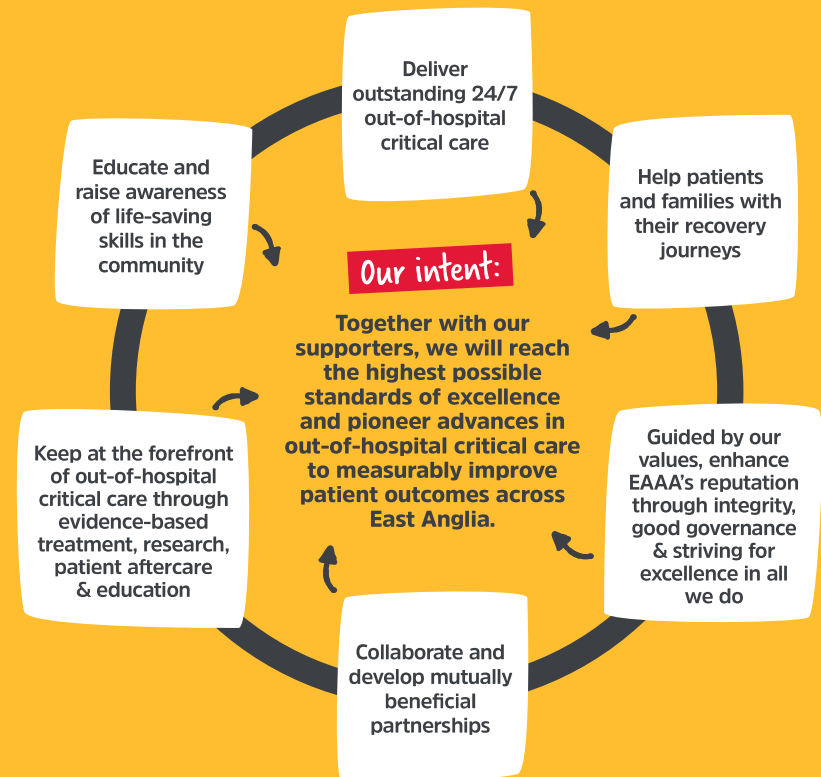 Deliver
outstanding 24/7
out-of-hospital
critical care
Help patients
and families with
their recovery
journeys
Guided by our
values, enhance
EAAA's reputation
through integrity,
good governance
& striving for
excellence in all
we do
Collaborate and
develop mutually
beneficial
partnerships
Keep at the forefront
of out-of-hospital
critical care through
evidence-based
treatment, research,
patient aftercare
& education
Educate and
raise awareness
of life-saving
skills in the
community
Our intent:
Together with our
supporters, we will reach
the highest possible
standards of excellence
and pioneer advances in
out-of-hospital critical care
to measurably improve
patient outcomes across
East Anglia.